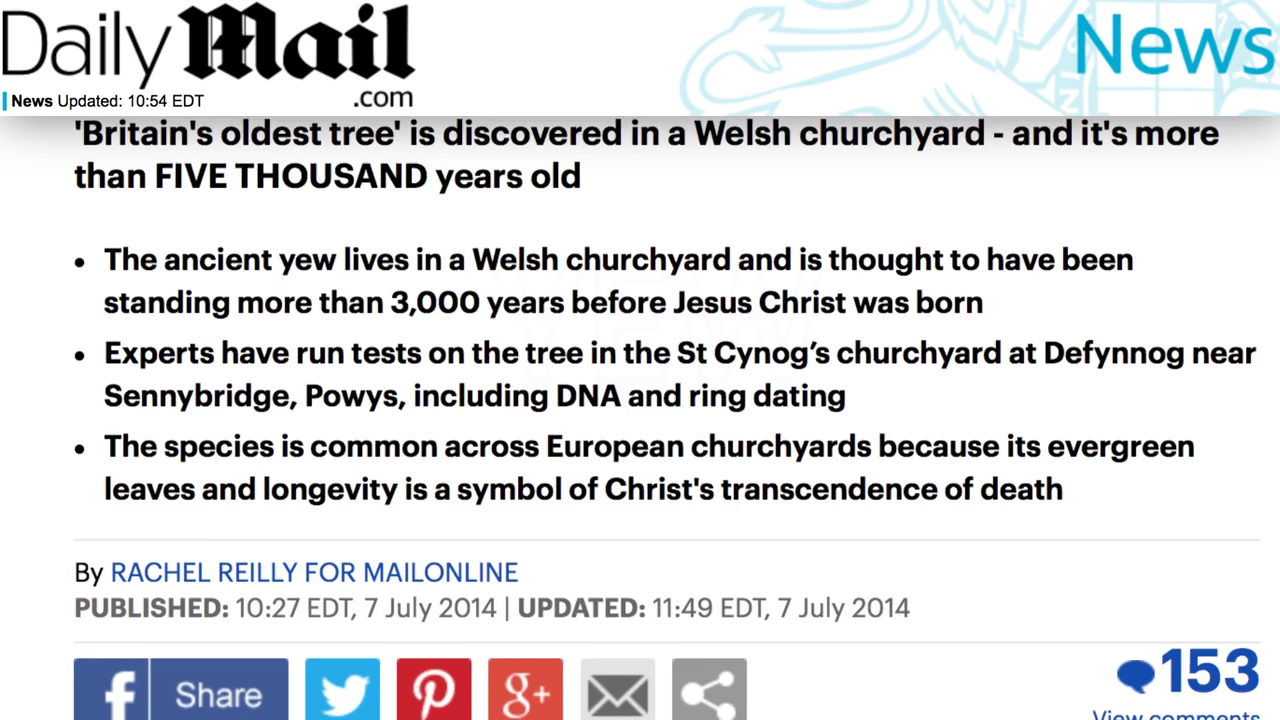 Daily Mail
.com
News
News Updated: 10:54 EDT
'Britain's oldest tree' is discovered in a Welsh churchyard - and it's more
than FIVE THOUSAND years old
• The ancient yew lives in a Welsh churchyard and is thought to have been
standing more than 3,000 years before Jesus Christ was born
• Experts have run tests on the tree in the St Cynog's churchyard at Defynnog near
Sennybridge, Powys, including DNA and ring dating
• The species is common across European churchyards because its evergreen
leaves and longevity is a symbol of Christ's transcendence of death
By RACHEL REILLY FOR MAILONLINE
PUBLISHED: 10:27 EDT, 7 July 2014 | UPDATED: 11:49 EDT, 7 July 2014
f Share
g+
153
View comments